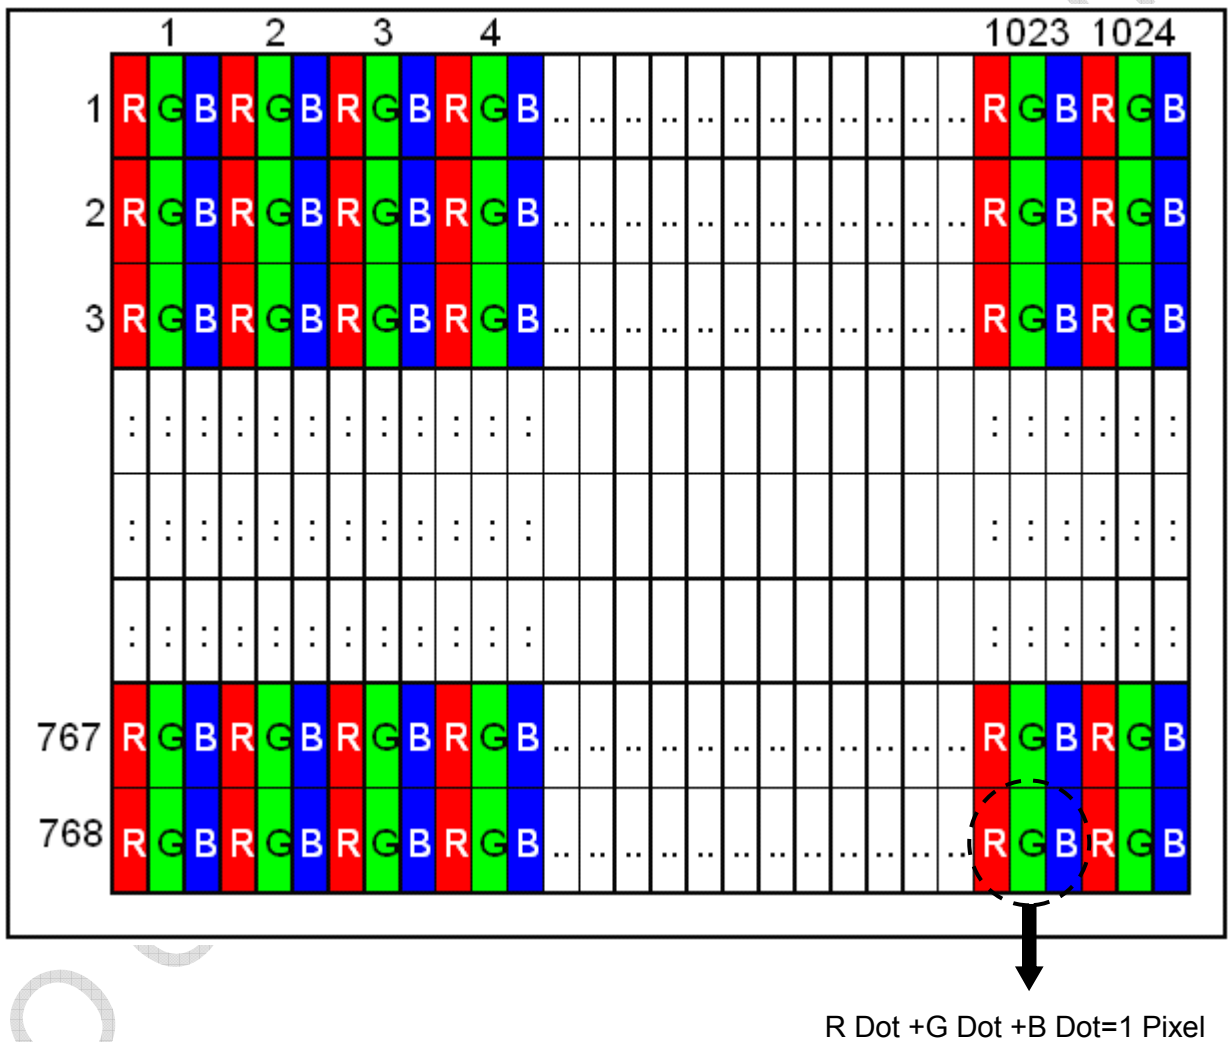 1 2 3 4 1023 1024
1 R G B R G B R G B R G B .. .. .. .. .. .. .. .. .. .. .. .. R G B R G B
2 R G B R G B R G B R G B .. .. .. .. .. .. .. .. .. .. .. .. R G B R G B
3 R G B R G B R G B R G B .. .. .. .. .. .. .. .. .. .. .. .. R G B R G B
: : : : : : : : : : : : : : : : : :
: : : : : : : : : : : : : : : : : :
: : : : : : : : : : : : : : : : : :
767 R G B R G B R G B R G B .. .. .. .. .. .. .. .. .. .. .. .. R G B R G B
768 R G B R G B R G B R G B .. .. .. .. .. .. .. .. .. .. .. .. R G B R G B
R Dot +G Dot +B Dot=1 Pixel